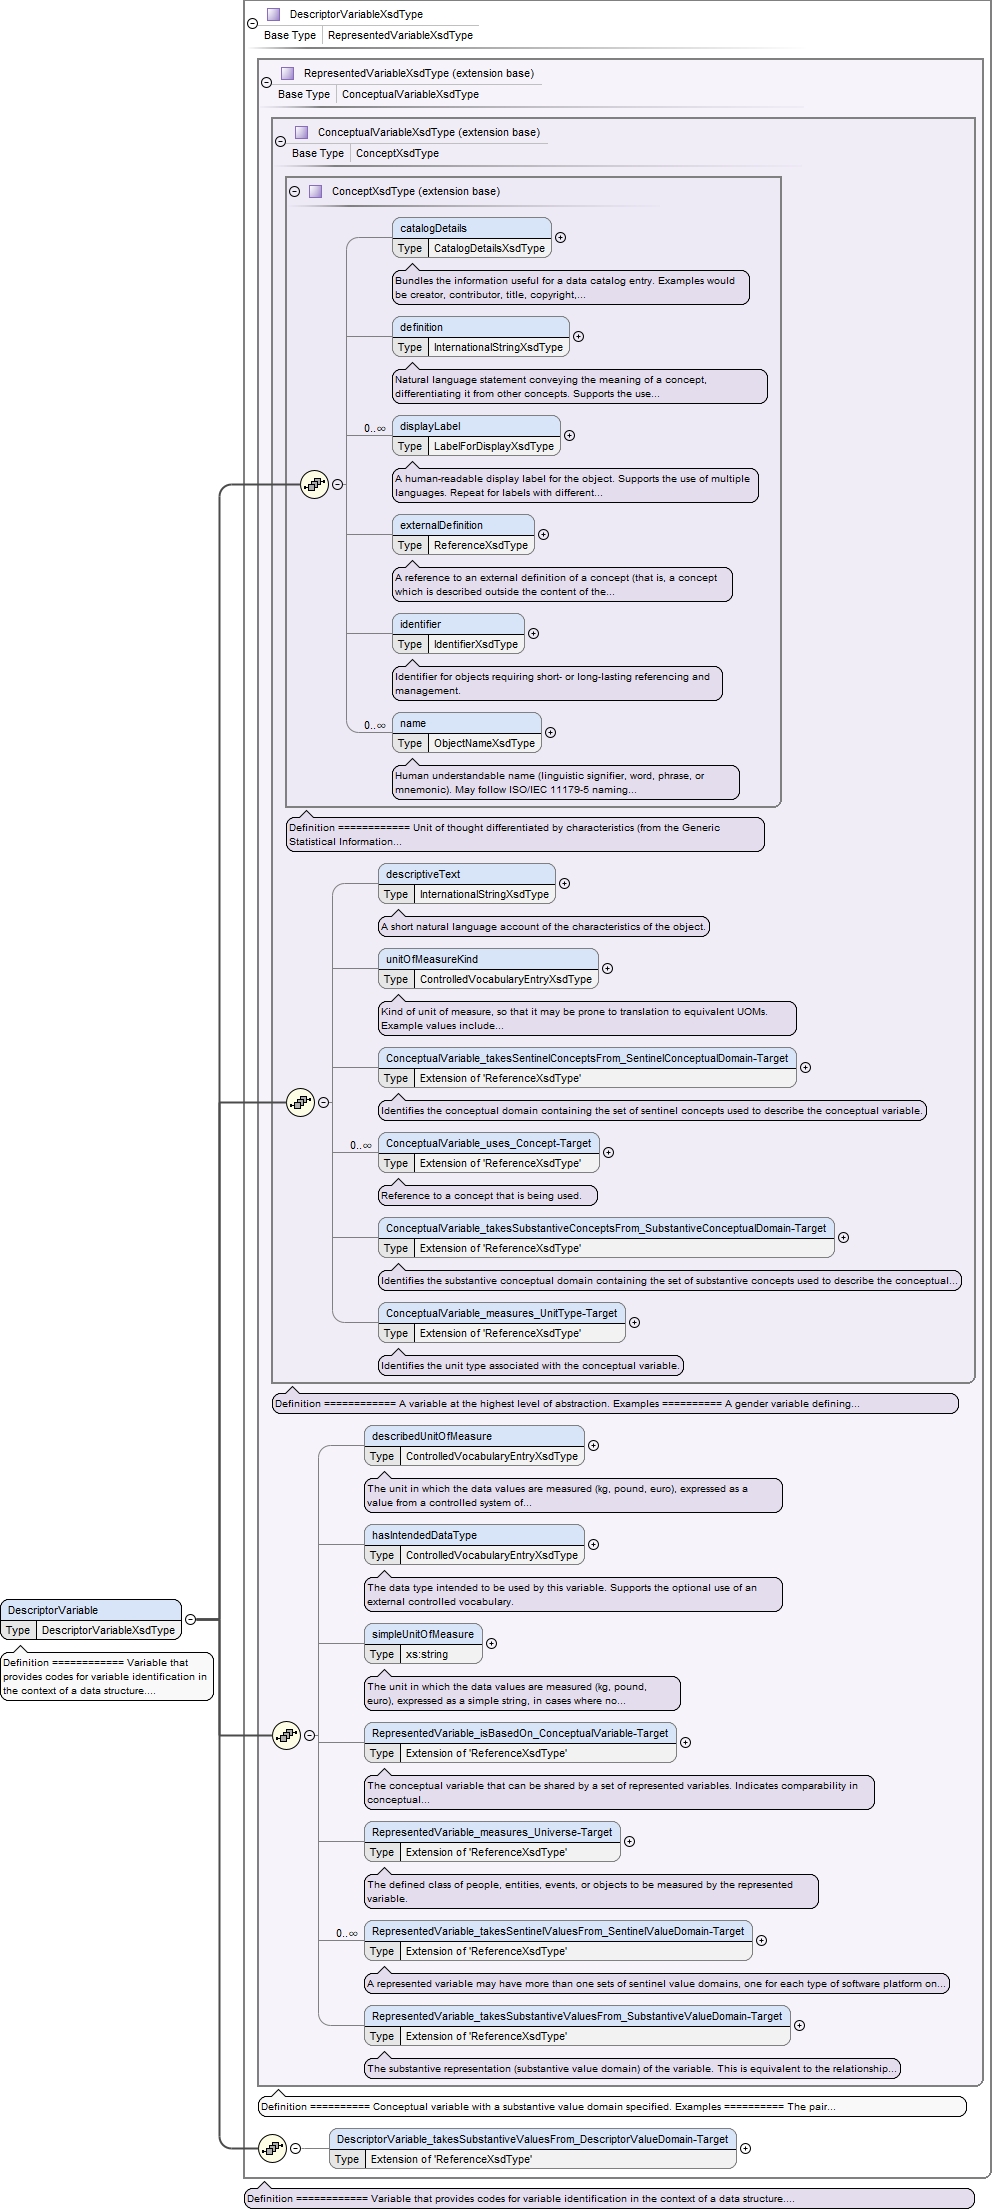 DescriptorVariableXsdType
Base Type RepresentedVariableXsdType
RepresentedVariableXsdType (extension base)
Base Type ConceptualVariableXsdType
ConceptualVariableXsdType (extension base)
Base Type ConceptXsdType
ConceptXsdType (extension base)
catalogDetails
Type CatalogDetailsXsdType
Bundles the information useful for a data catalog entry. Examples would
be creator, contributor, title, copyright,...
definition
Type InternationalStringXsdType
Natural language statement conveying the meaning of a concept,
differentiating it from other concepts. Supports the use...
0..∞
displayLabel
Type LabelForDisplayXsdType
A human-readable display label for the object. Supports the use of multiple
languages. Repeat for labels with different...
externalDefinition
Type ReferenceXsdType
A reference to an external definition of a concept (that is, a concept
which is described outside the content of the...
identifier
Type IdentifierXsdType
Identifier for objects requiring short- or long-lasting referencing and
management.
0..∞
name
Type ObjectNameXsdType
Human understandable name (linguistic signifier, word, phrase, or
mnemonic). May follow ISO/IEC 11179-5 naming...
Definition ============ Unit of thought differentiated by characteristics (from the Generic
Statistical Information...
descriptiveText
Type InternationalStringXsdType
A short natural language account of the characteristics of the object.
unitOfMeasureKind
Type ControlledVocabularyEntryXsdType
Kind of unit of measure, so that it may be prone to translation to equivalent UOMs.
Example values include...
ConceptualVariable_takesSentinelConceptsFrom_SentinelConceptualDomain-Target
Type Extension of 'ReferenceXsdType'
Identifies the conceptual domain containing the set of sentinel concepts used to describe the conceptual variable.
0..∞
ConceptualVariable_uses_Concept-Target
Type Extension of 'ReferenceXsdType'
Reference to a concept that is being used.
ConceptualVariable_takesSubstantiveConceptsFrom_SubstantiveConceptualDomain-Target
Type Extension of 'ReferenceXsdType'
Identifies the substantive conceptual domain containing the set of substantive concepts used to describe the conceptual...
ConceptualVariable_measures_UnitType-Target
Type Extension of 'ReferenceXsdType'
Identifies the unit type associated with the conceptual variable.
Definition ============ A variable at the highest level of abstraction. Examples ========== A gender variable defining...
describedUnitOfMeasure
Type ControlledVocabularyEntryXsdType
The unit in which the data values are measured (kg, pound, euro), expressed as a
value from a controlled system of...
hasIntendedDataType
Type ControlledVocabularyEntryXsdType
The data type intended to be used by this variable. Supports the optional use of an
external controlled vocabulary.
DescriptorVariable
Type DescriptorVariableXsdType
Definition ============ Variable that
provides codes for variable identification in
the context of a data structure....
simpleUnitOfMeasure
Type xs:string
The unit in which the data values are measured (kg, pound,
euro), expressed as a simple string, in cases where no...
RepresentedVariable_isBasedOn_ConceptualVariable-Target
Type Extension of 'ReferenceXsdType'
The conceptual variable that can be shared by a set of represented variables. Indicates comparability in
conceptual...
RepresentedVariable_measures_Universe-Target
Type Extension of 'ReferenceXsdType'
The defined class of people, entities, events, or objects to be measured by the represented
variable.
0..∞
RepresentedVariable_takesSentinelValuesFrom_SentinelValueDomain-Target
Type Extension of 'ReferenceXsdType'
A represented variable may have more than one sets of sentinel value domains, one for each type of software platform on...
RepresentedVariable_takesSubstantiveValuesFrom_SubstantiveValueDomain-Target
Type Extension of 'ReferenceXsdType'
The substantive representation (substantive value domain) of the variable. This is equivalent to the relationship...
Definition ========== Conceptual variable with a substantive value domain specified. Examples ========== The pair...
DescriptorVariable_takesSubstantiveValuesFrom_DescriptorValueDomain-Target
Type Extension of 'ReferenceXsdType'
Definition ============ Variable that provides codes for variable identification in the context of a data structure....